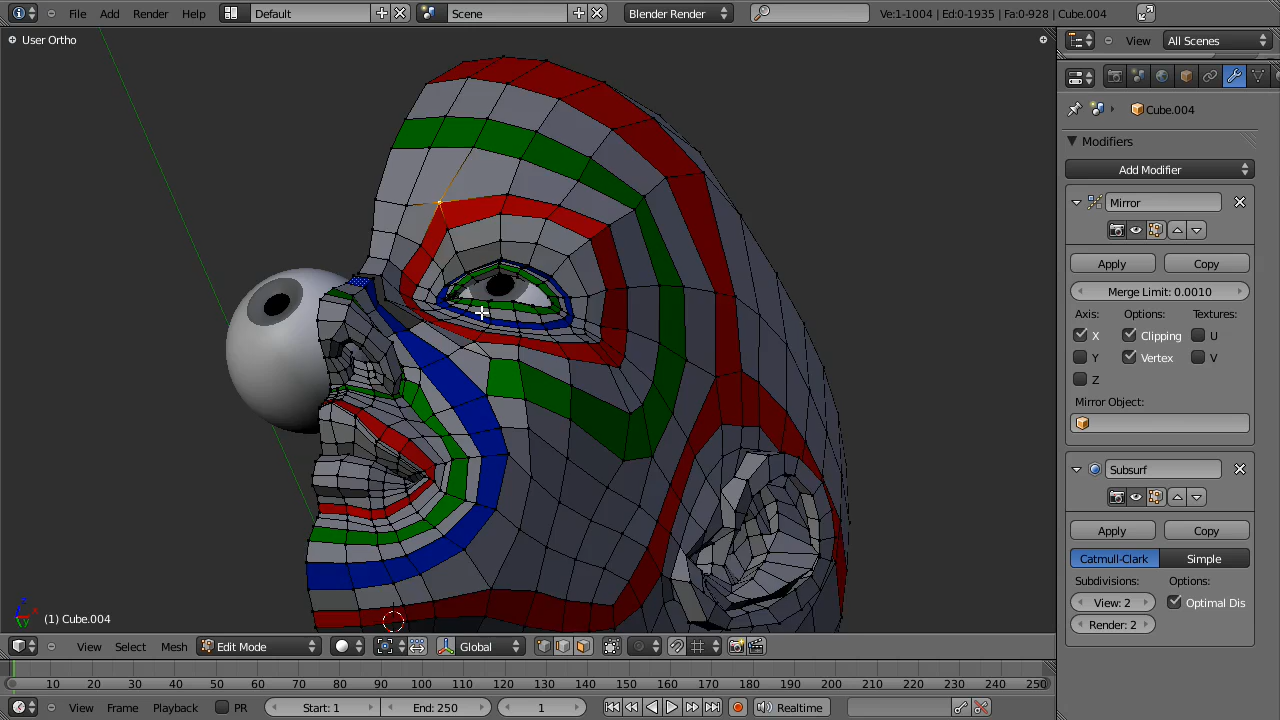 File Add Render Help Default Scene Blender Render Ve:1-1004 | Ed:0-1935 | Fa:0-928 | Cube.004
User Ortho
View All Scenes
Cube.004
Modifiers
Add Modifier
Mirror
Apply Copy
Merge Limit: 0.0010
Axis: Options: Textures:
X Clipping U
Y Vertex V
Z
Mirror Object:
Subsurf
Apply Copy
Catmull-Clark Simple
Subdivisions: Options:
View: 2 Optimal Dis
Render: 2
z x y
(1) Cube.004
View Select Mesh Edit Mode Global
10 20 30 40 50 60 70 80 90 100 110 120 130 140 150 160 170 180 190 200 210 220 230 240 250
View Frame Playback PR Start: 1 End: 250 1 Realtime